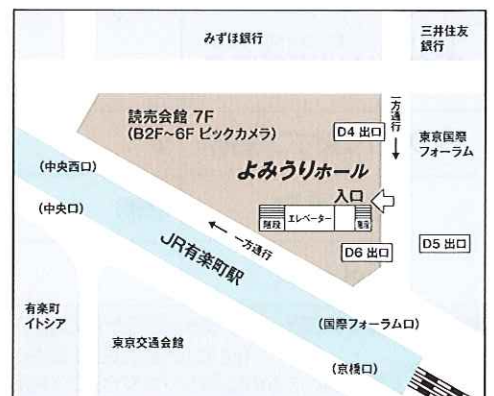 みずほ銀行
三井住友
銀行
読売会館 7F
(B2F〜6F ビックカメラ)
一方通行
D4 出口
東京国際
フォーラム
よみうりホール
入口
階段
エレベーター
階段
(中央西口)
(中央口)
一方通行
JR有楽町駅
D6 出口
D5 出口
有楽町
イトシア
東京交通会館
(国際フォーラム口)
(京橋口)